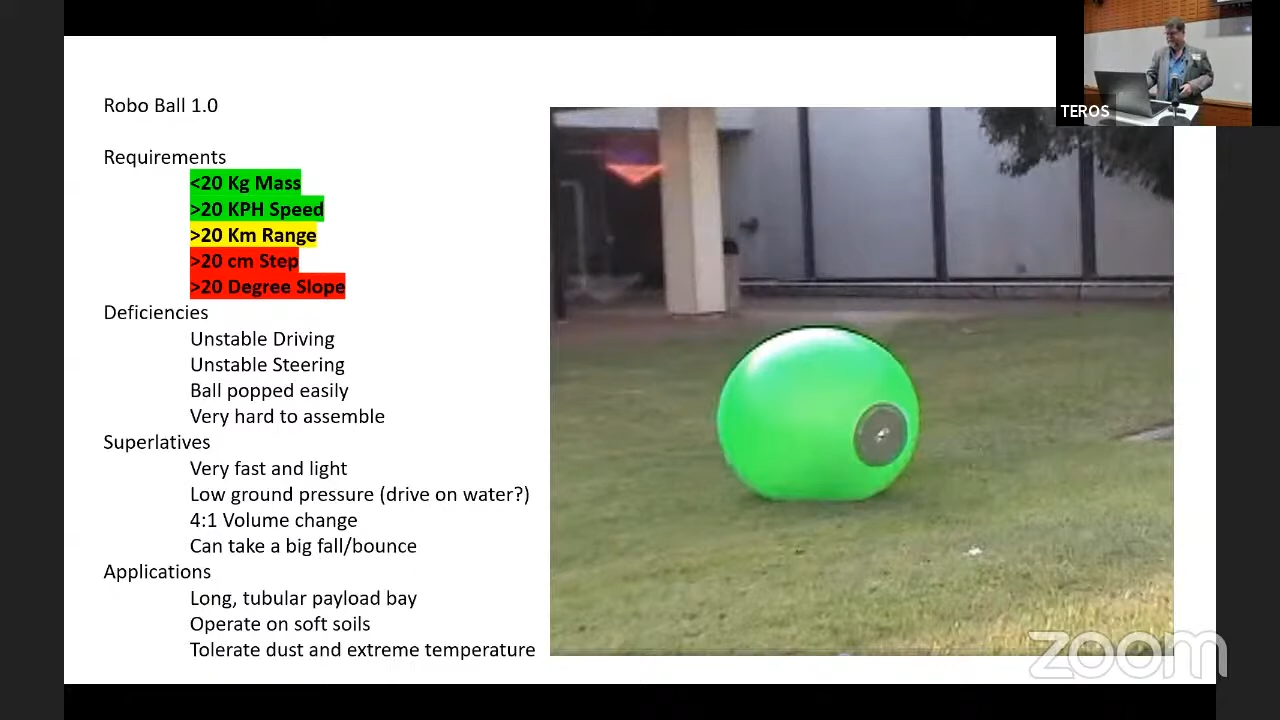 Robo Ball 1.0
Requirements
<20 Kg Mass
>20 KPH Speed
>20 Km Range
>20 cm Step
>20 Degree Slope
Deficiencies
Unstable Driving
Unstable Steering
Ball popped easily
Very hard to assemble
Superlatives
Very fast and light
Low ground pressure (drive on water?)
4:1 Volume change
Can take a big fall/bounce
Applications
Long, tubular payload bay
Operate on soft soils
Tolerate dust and extreme temperature
TEROS
zoom